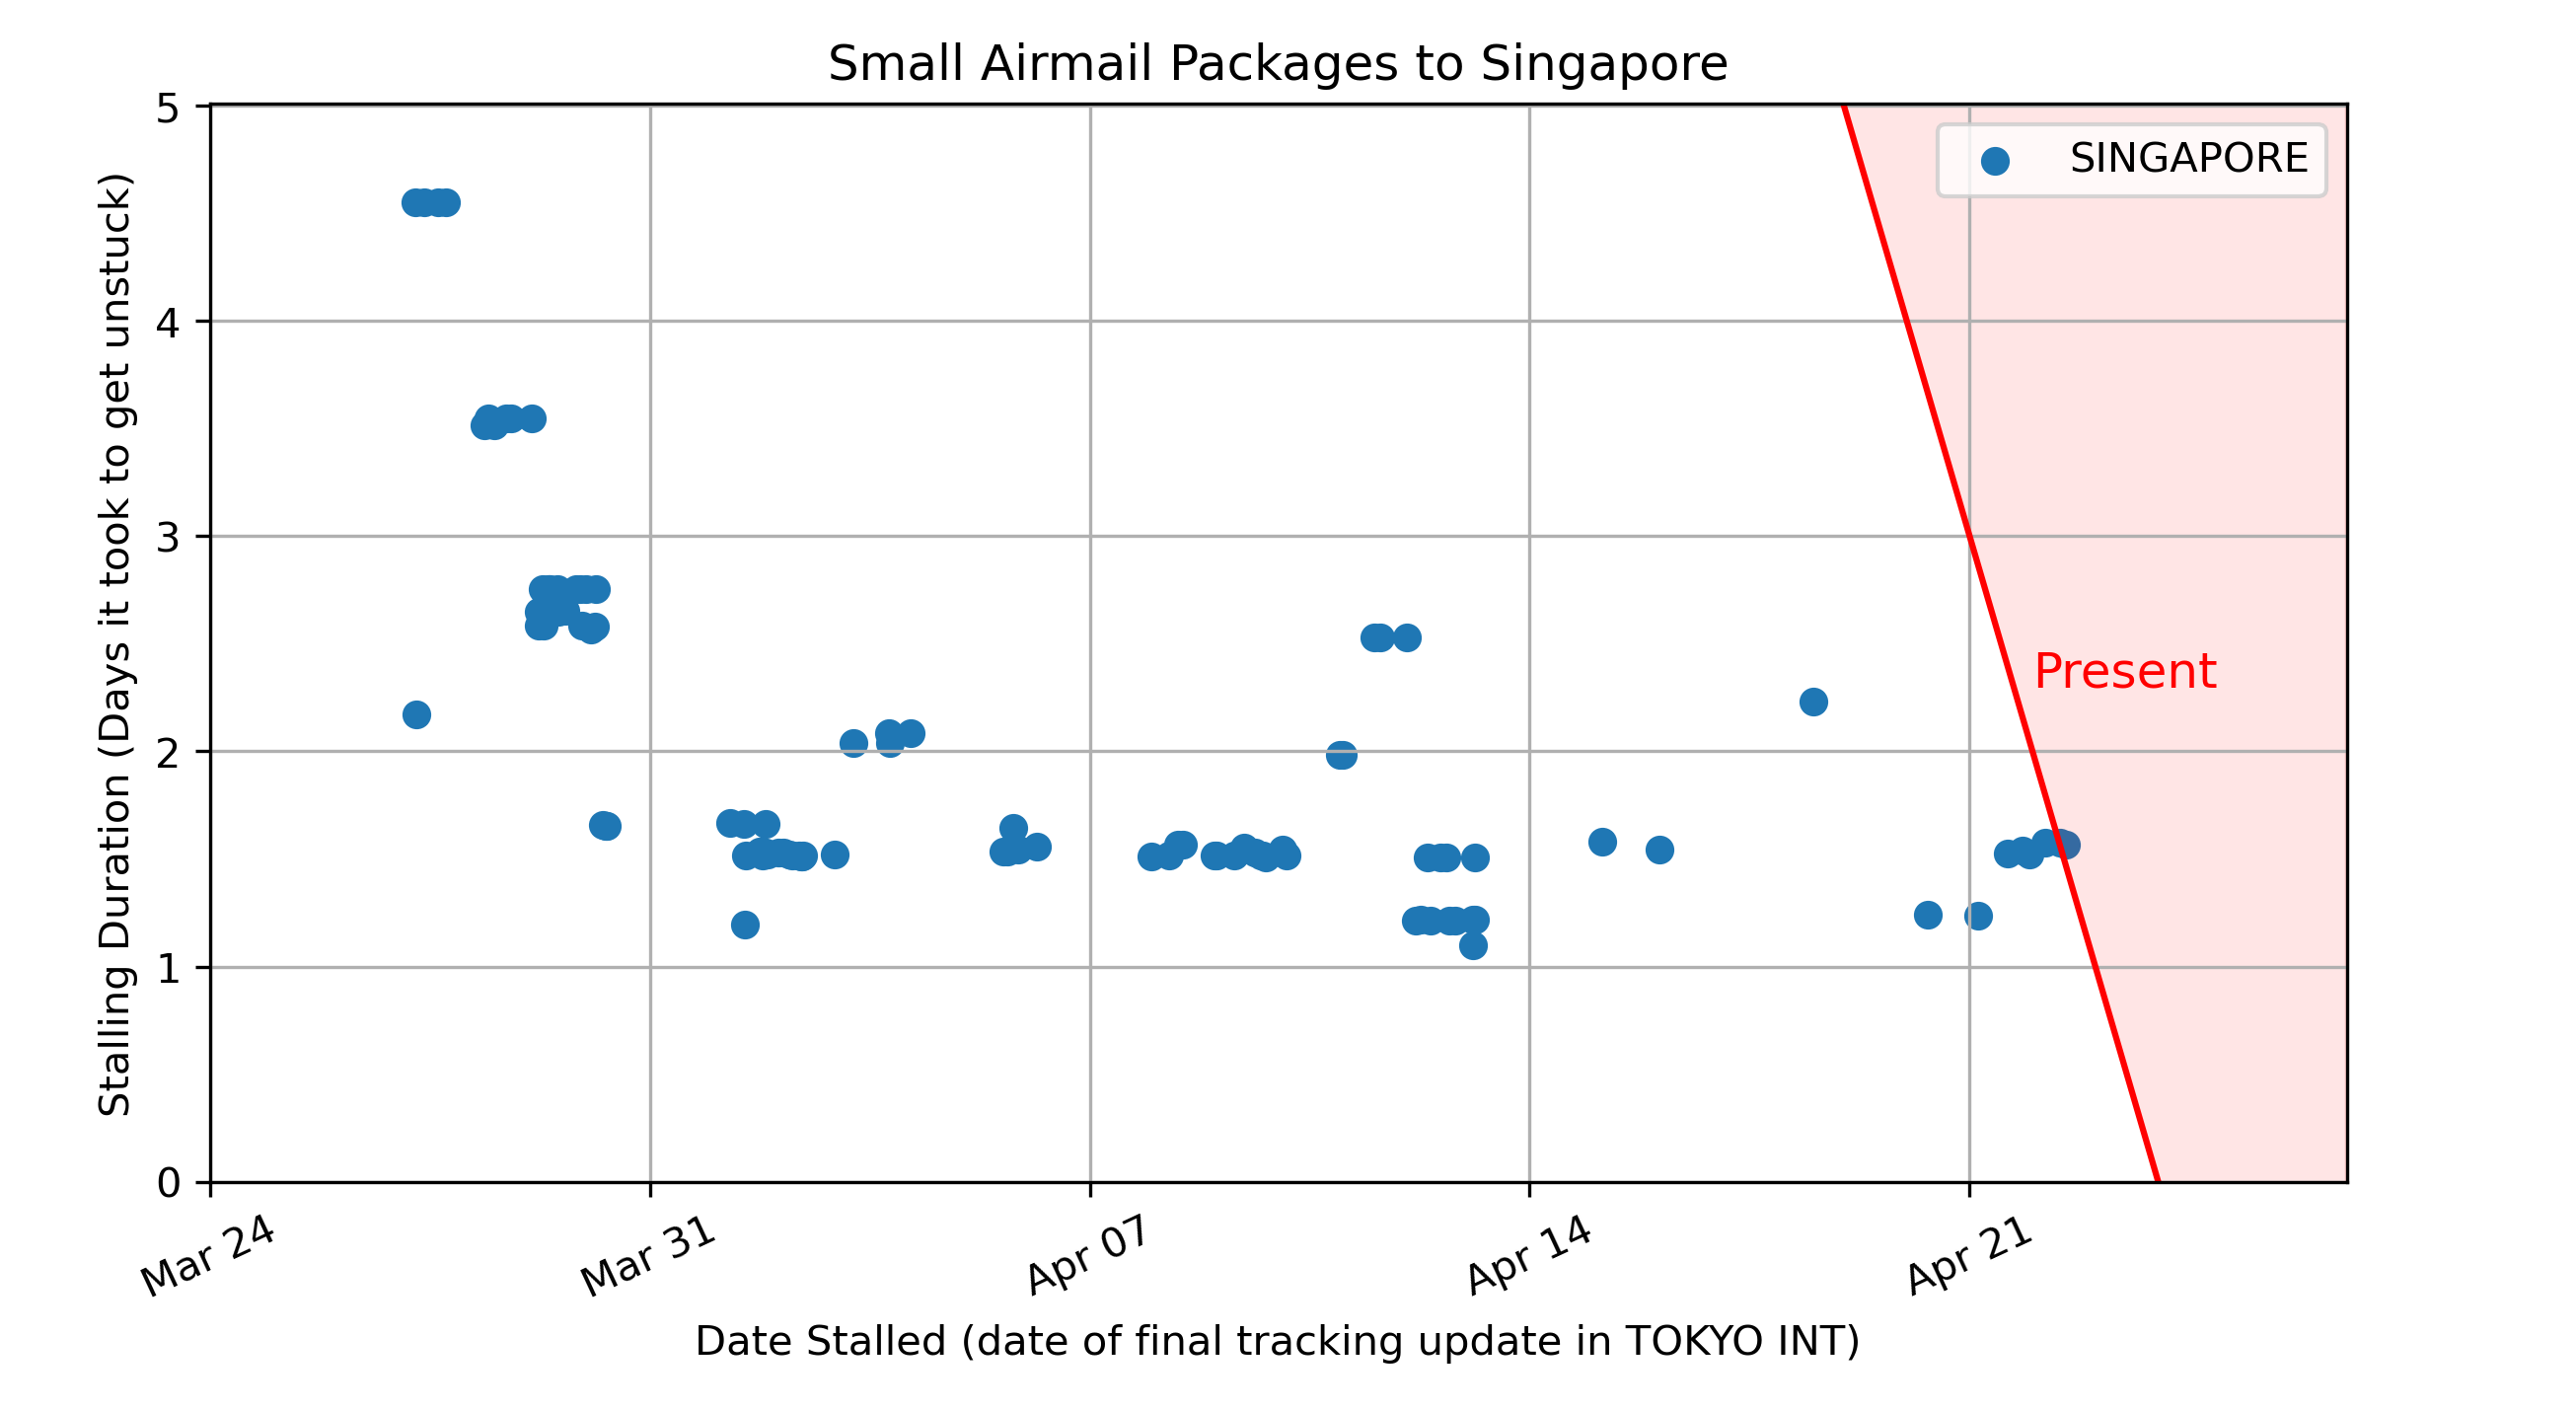 Small Airmail Packages to Singapore
5
SINGAPORE
4
3
Present
2
1
0
Stalling Duration (Days it took to get unstuck)
Mar 24
Mar 31
Apr 07
Apr 14
Apr 21
Date Stalled (date of final tracking update in TOKYO INT)